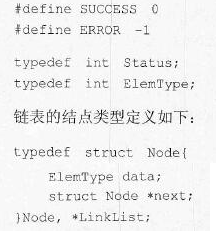 #define SUCCESS 0
#define ERROR -1
typedef int Status;
typedef int ElemType;
链表的结点类型定义如下：
typedef struct Node{
ElemType data;
struct Node *next;
}Node, *LinkList;